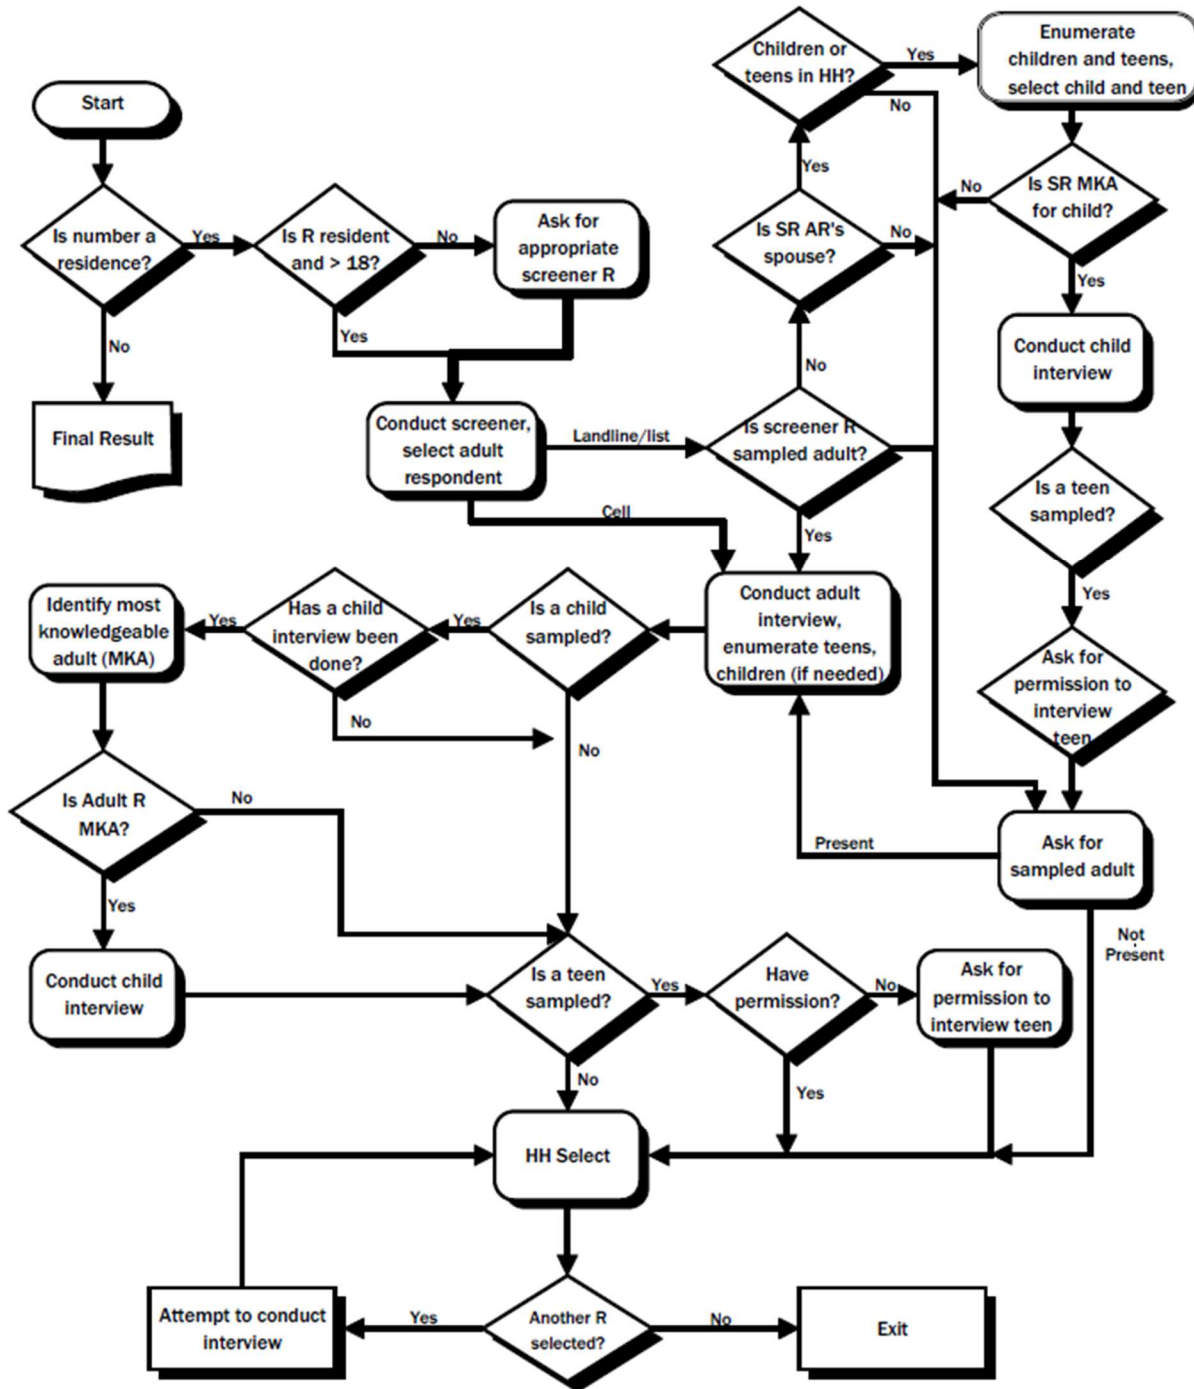 Start
Is number a
residence?
Yes
No
Final Result
Is R resident
and > 18?
No
Yes
Ask for
appropriate
screener R
Conduct screener,
select adult
respondent
Landline/list
Cell
Is screener R
sampled adult?
No
Yes
Is SR AR's
spouse?
Yes
No
Children or
teens in HH?
Yes
No
Enumerate
children and teens,
select child and teen
Is SR MKA
for child?
No
Yes
Conduct child
interview
Is a teen
sampled?
Yes
Ask for
permission to
interview
teen
Ask for
sampled adult
Present
Not
Present
Conduct adult
interview,
enumerate teens,
children (if needed)
Is a child
sampled?
Yes
No
Has a child
interview been
done?
Yes
No
Identify most
knowledgeable
adult (MKA)
Is Adult R
MKA?
No
Yes
Conduct child
interview
Is a teen
sampled?
Yes
No
Have
permission?
No
Yes
Ask for
permission to
interview teen
HH Select
Another R
selected?
Yes
No
Attempt to conduct
interview
Exit